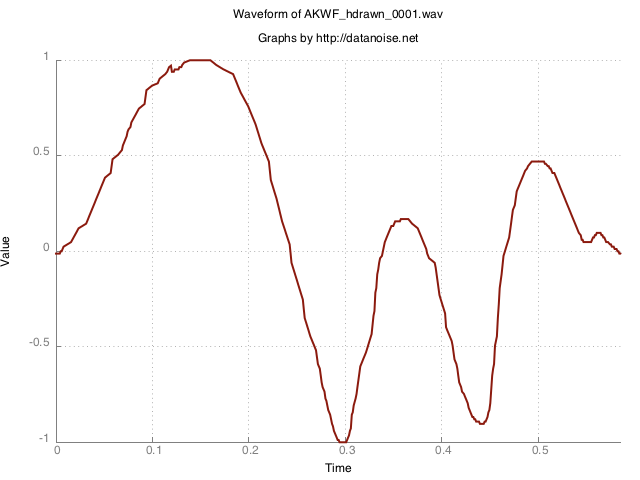 Waveform of AKWF_hdrawn_0001.wav
Graphs by http://datanoise.net
1
0.5
0
-0.5
-1
Value
0 0.1 0.2 0.3 0.4 0.5
Time